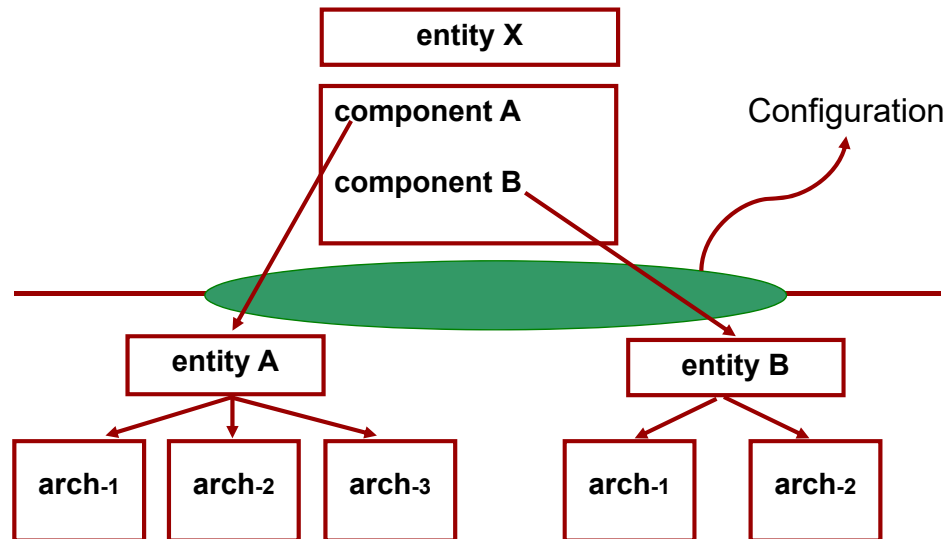 entity X
component A
Configuration
component B
entity A
entity B
arch-1
arch-2
arch-3
arch-1
arch-2